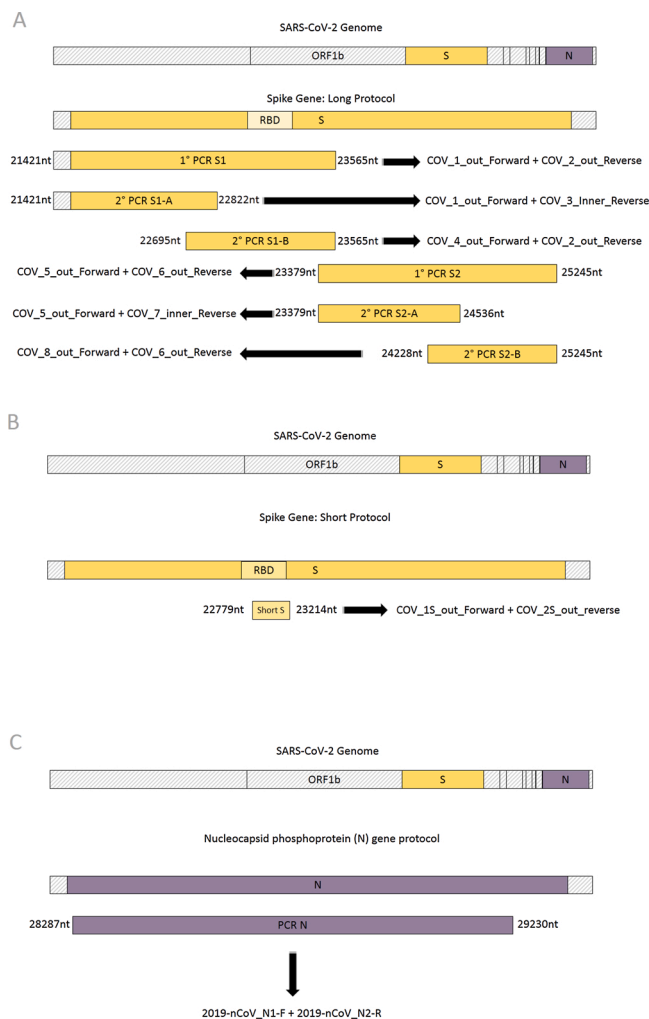 A
SARS-CoV-2 Genome
ORF1b S N
Spike Gene: Long Protocol
RBD S
21421nt 1° PCR S1 23565nt COV_1_out_Forward + COV_2_out_Reverse
21421nt 2° PCR S1-A 22822nt COV_1_out_Forward + COV_3_Inner_Reverse
22695nt 2° PCR S1-B 23565nt COV_4_out_Forward + COV_2_out_Reverse
COV_5_out_Forward + COV_6_out_Reverse 23379nt 1° PCR S2 25245nt
COV_5_out_Forward + COV_7_inner_Reverse 23379nt 2° PCR S2-A 24536nt
COV_8_out_Forward + COV_6_out_Reverse 24228nt 2° PCR S2-B 25245nt
B
SARS-CoV-2 Genome
ORF1b S N
Spike Gene: Short Protocol
RBD S
22779nt Short S 23214nt COV_1S_out_Forward + COV_2S_out_reverse
C
SARS-CoV-2 Genome
ORF1b S N
Nucleocapsid phosphoprotein (N) gene protocol
N
28287nt PCR N 29230nt
2019-nCoV_N1-F + 2019-nCoV_N2-R